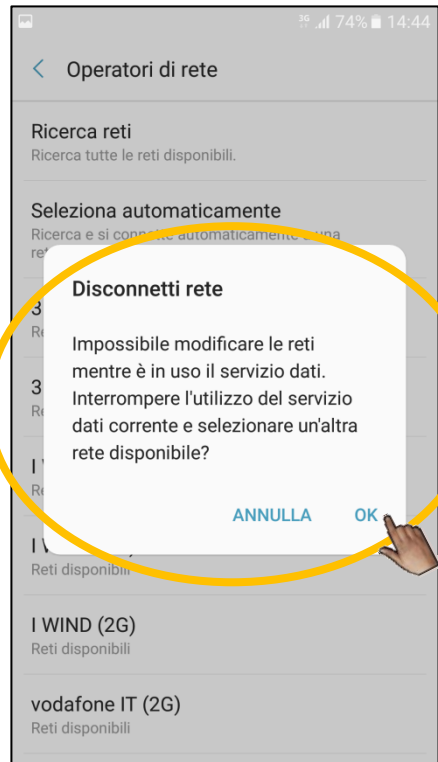 3G 74% 14:44
Operatori di rete
Ricerca reti
Ricerca tutte le reti disponibili.
Seleziona automaticamente
Ricerca e si connette automaticamente a una
Disconnetti rete
Impossibile modificare le reti
mentre è in uso il servizio dati.
Interrompere l'utilizzo del servizio
dati corrente e selezionare un'altra
rete disponibile?
ANNULLA OK
Reti disponibili
I WIND (2G)
Reti disponibili
vodafone IT (2G)
Reti disponibili